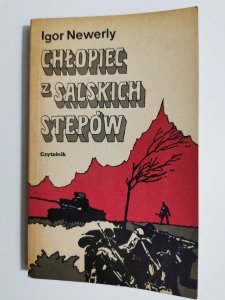 Igor Newerly
CHŁOPIEC
Z SALSKICH
STEPÓW
Czytelnik